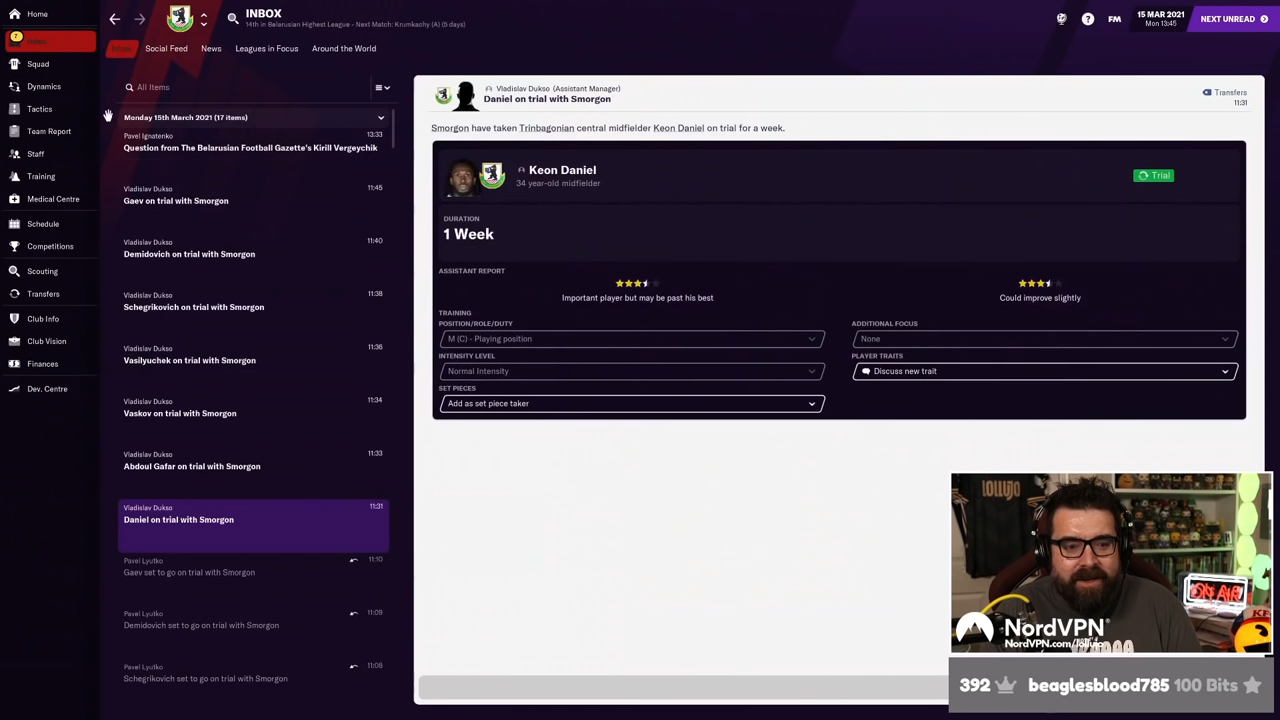 Home
INBOX
14th in Belarusian Highest League - Next Match: Krumkachy (A) (5 days)
FM
15 MAR 2021
MON 13:45
NEXT UNREAD
7
Inbox
Squad
Dynamics
Tactics
Team Report
Staff
Training
Medical Centre
Schedule
Competitions
Scouting
Transfers
Club Info
Club Vision
Finances
Dev. Centre
Inbox
Social Feed
News
Leagues in Focus
Around the World
All Items
Monday 15th March 2021 (17 items)
Pavel Ignatenko
13:33
Question from The Belarusian Football Gazette's Kirill Vergeychik
Vladislav Dukso
11:45
Gaev on trial with Smorgon
Vladislav Dukso
11:40
Demidovich on trial with Smorgon
Vladislav Dukso
11:38
Schegrikovich on trial with Smorgon
Vladislav Dukso
11:36
Vasilyuchek on trial with Smorgon
Vladislav Dukso
11:34
Vaskov on trial with Smorgon
Vladislav Dukso
11:33
Abdoul Gafar on trial with Smorgon
Vladislav Dukso
11:31
Daniel on trial with Smorgon
Pavel Lyutko
11:10
Gaev set to go on trial with Smorgon
Pavel Lyutko
11:09
Demidovich set to go on trial with Smorgon
Pavel Lyutko
11:08
Schegrikovich set to go on trial with Smorgon
Vladislav Dukso (Assistant Manager)
Daniel on trial with Smorgon
Transfers
11:31
Smorgon have taken Trinbagonian central midfielder Keon Daniel on trial for a week.
Keon Daniel
34 year-old midfielder
Trial
DURATION
1 Week
ASSISTANT REPORT
Important player but may be past his best
Could improve slightly
TRAINING
POSITION/ROLE/DUTY
M (C) - Playing position
ADDITIONAL FOCUS
None
INTENSITY LEVEL
Normal Intensity
PLAYER TRAITS
Discuss new trait
SET PIECES
Add as set piece taker
lollujo
ON AIR
NordVPN®
NordVPN.com/lollujo
392 beaglesblood785 100 Bits